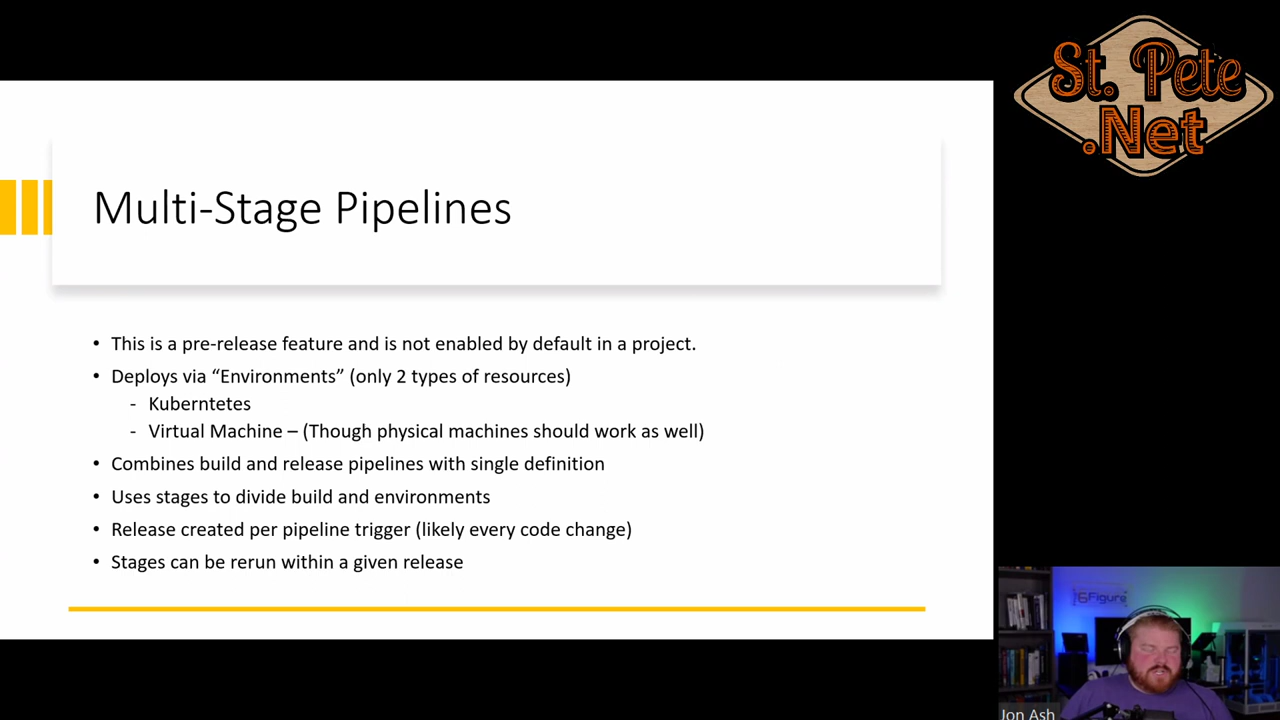 St. Pete
.Net
Multi-Stage Pipelines
• This is a pre-release feature and is not enabled by default in a project.
• Deploys via “Environments” (only 2 types of resources)
- Kuberntetes
- Virtual Machine – (Though physical machines should work as well)
• Combines build and release pipelines with single definition
• Uses stages to divide build and environments
• Release created per pipeline trigger (likely every code change)
• Stages can be rerun within a given release
6Figure
Jon Ash